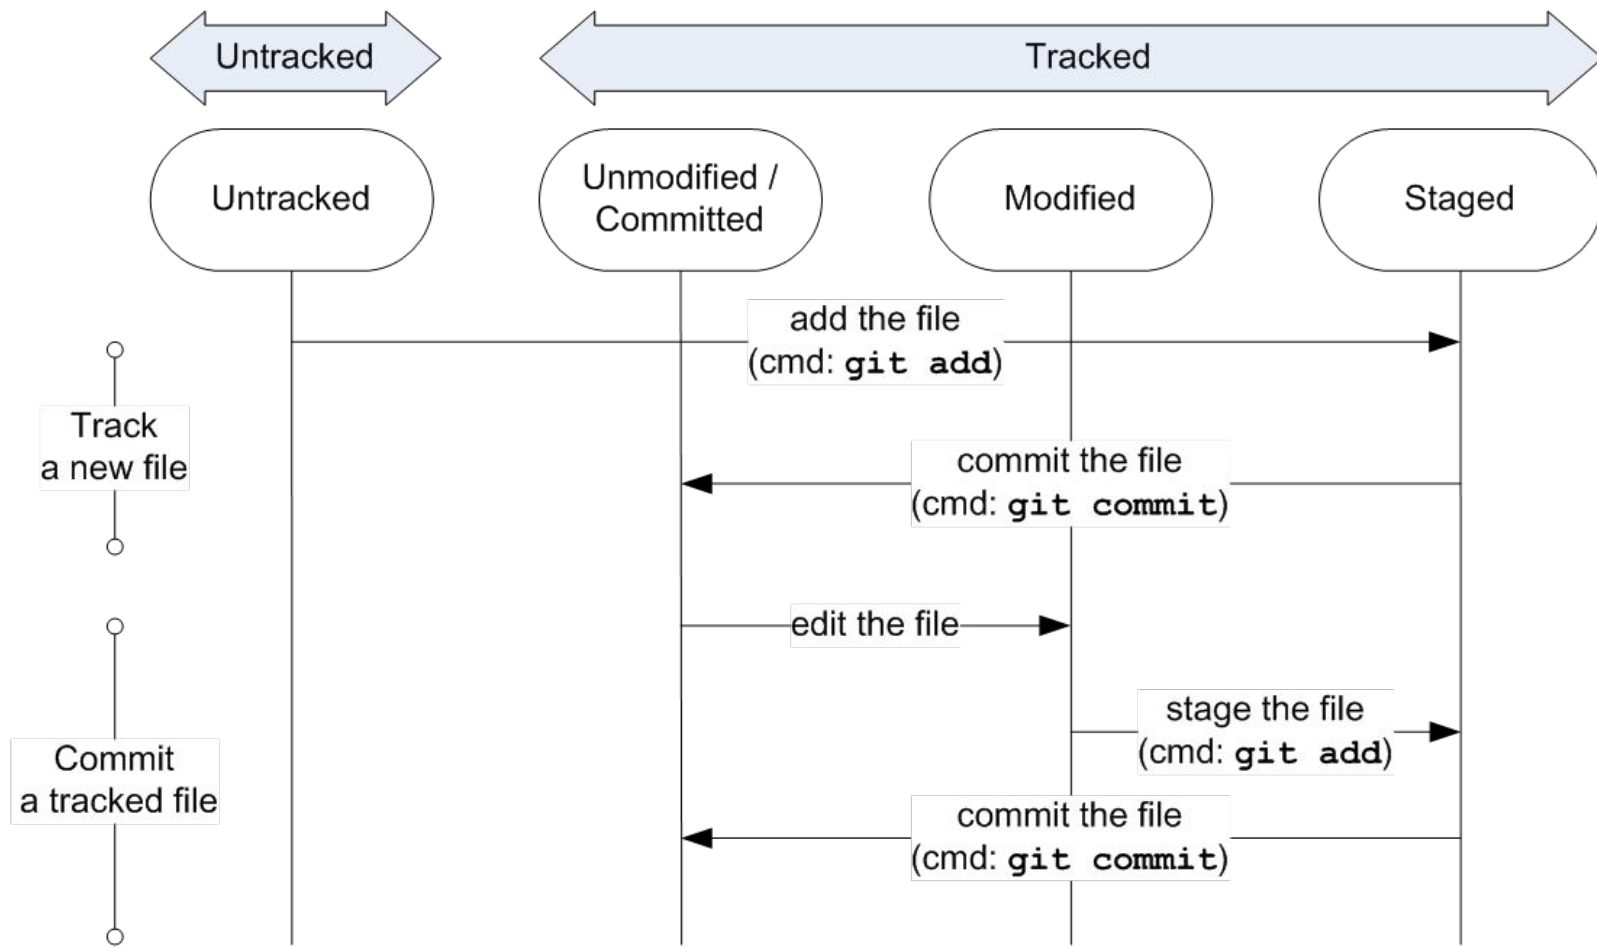 Untracked
Tracked
Untracked
Unmodified /
Committed
Modified
Staged
add the file
(cmd: git add)
Track
a new file
commit the file
(cmd: git commit)
edit the file
stage the file
(cmd: git add)
Commit
a tracked file
commit the file
(cmd: git commit)